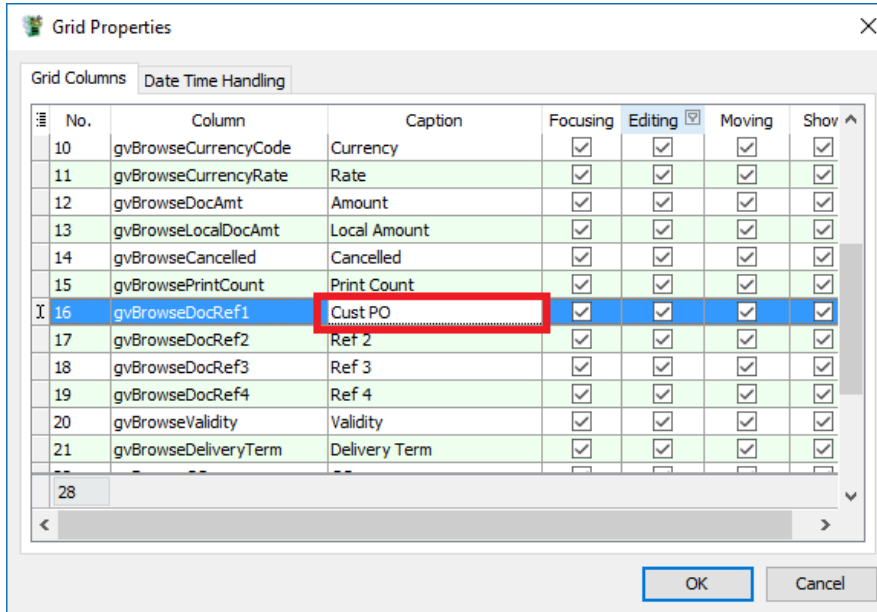 Grid Properties
Grid Columns Date Time Handling
No. Column Caption Focusing Editing Moving Show
10 gvBrowseCurrencyCode Currency
11 gvBrowseCurrencyRate Rate
12 gvBrowseDocAmt Amount
13 gvBrowseLocalDocAmt Local Amount
14 gvBrowseCancelled Cancelled
15 gvBrowsePrintCount Print Count
16 gvBrowseDocRef1 Cust PO
17 gvBrowseDocRef2 Ref 2
18 gvBrowseDocRef3 Ref 3
19 gvBrowseDocRef4 Ref 4
20 gvBrowseValidity Validity
21 gvBrowseDeliveryTerm Delivery Term
28
OK Cancel